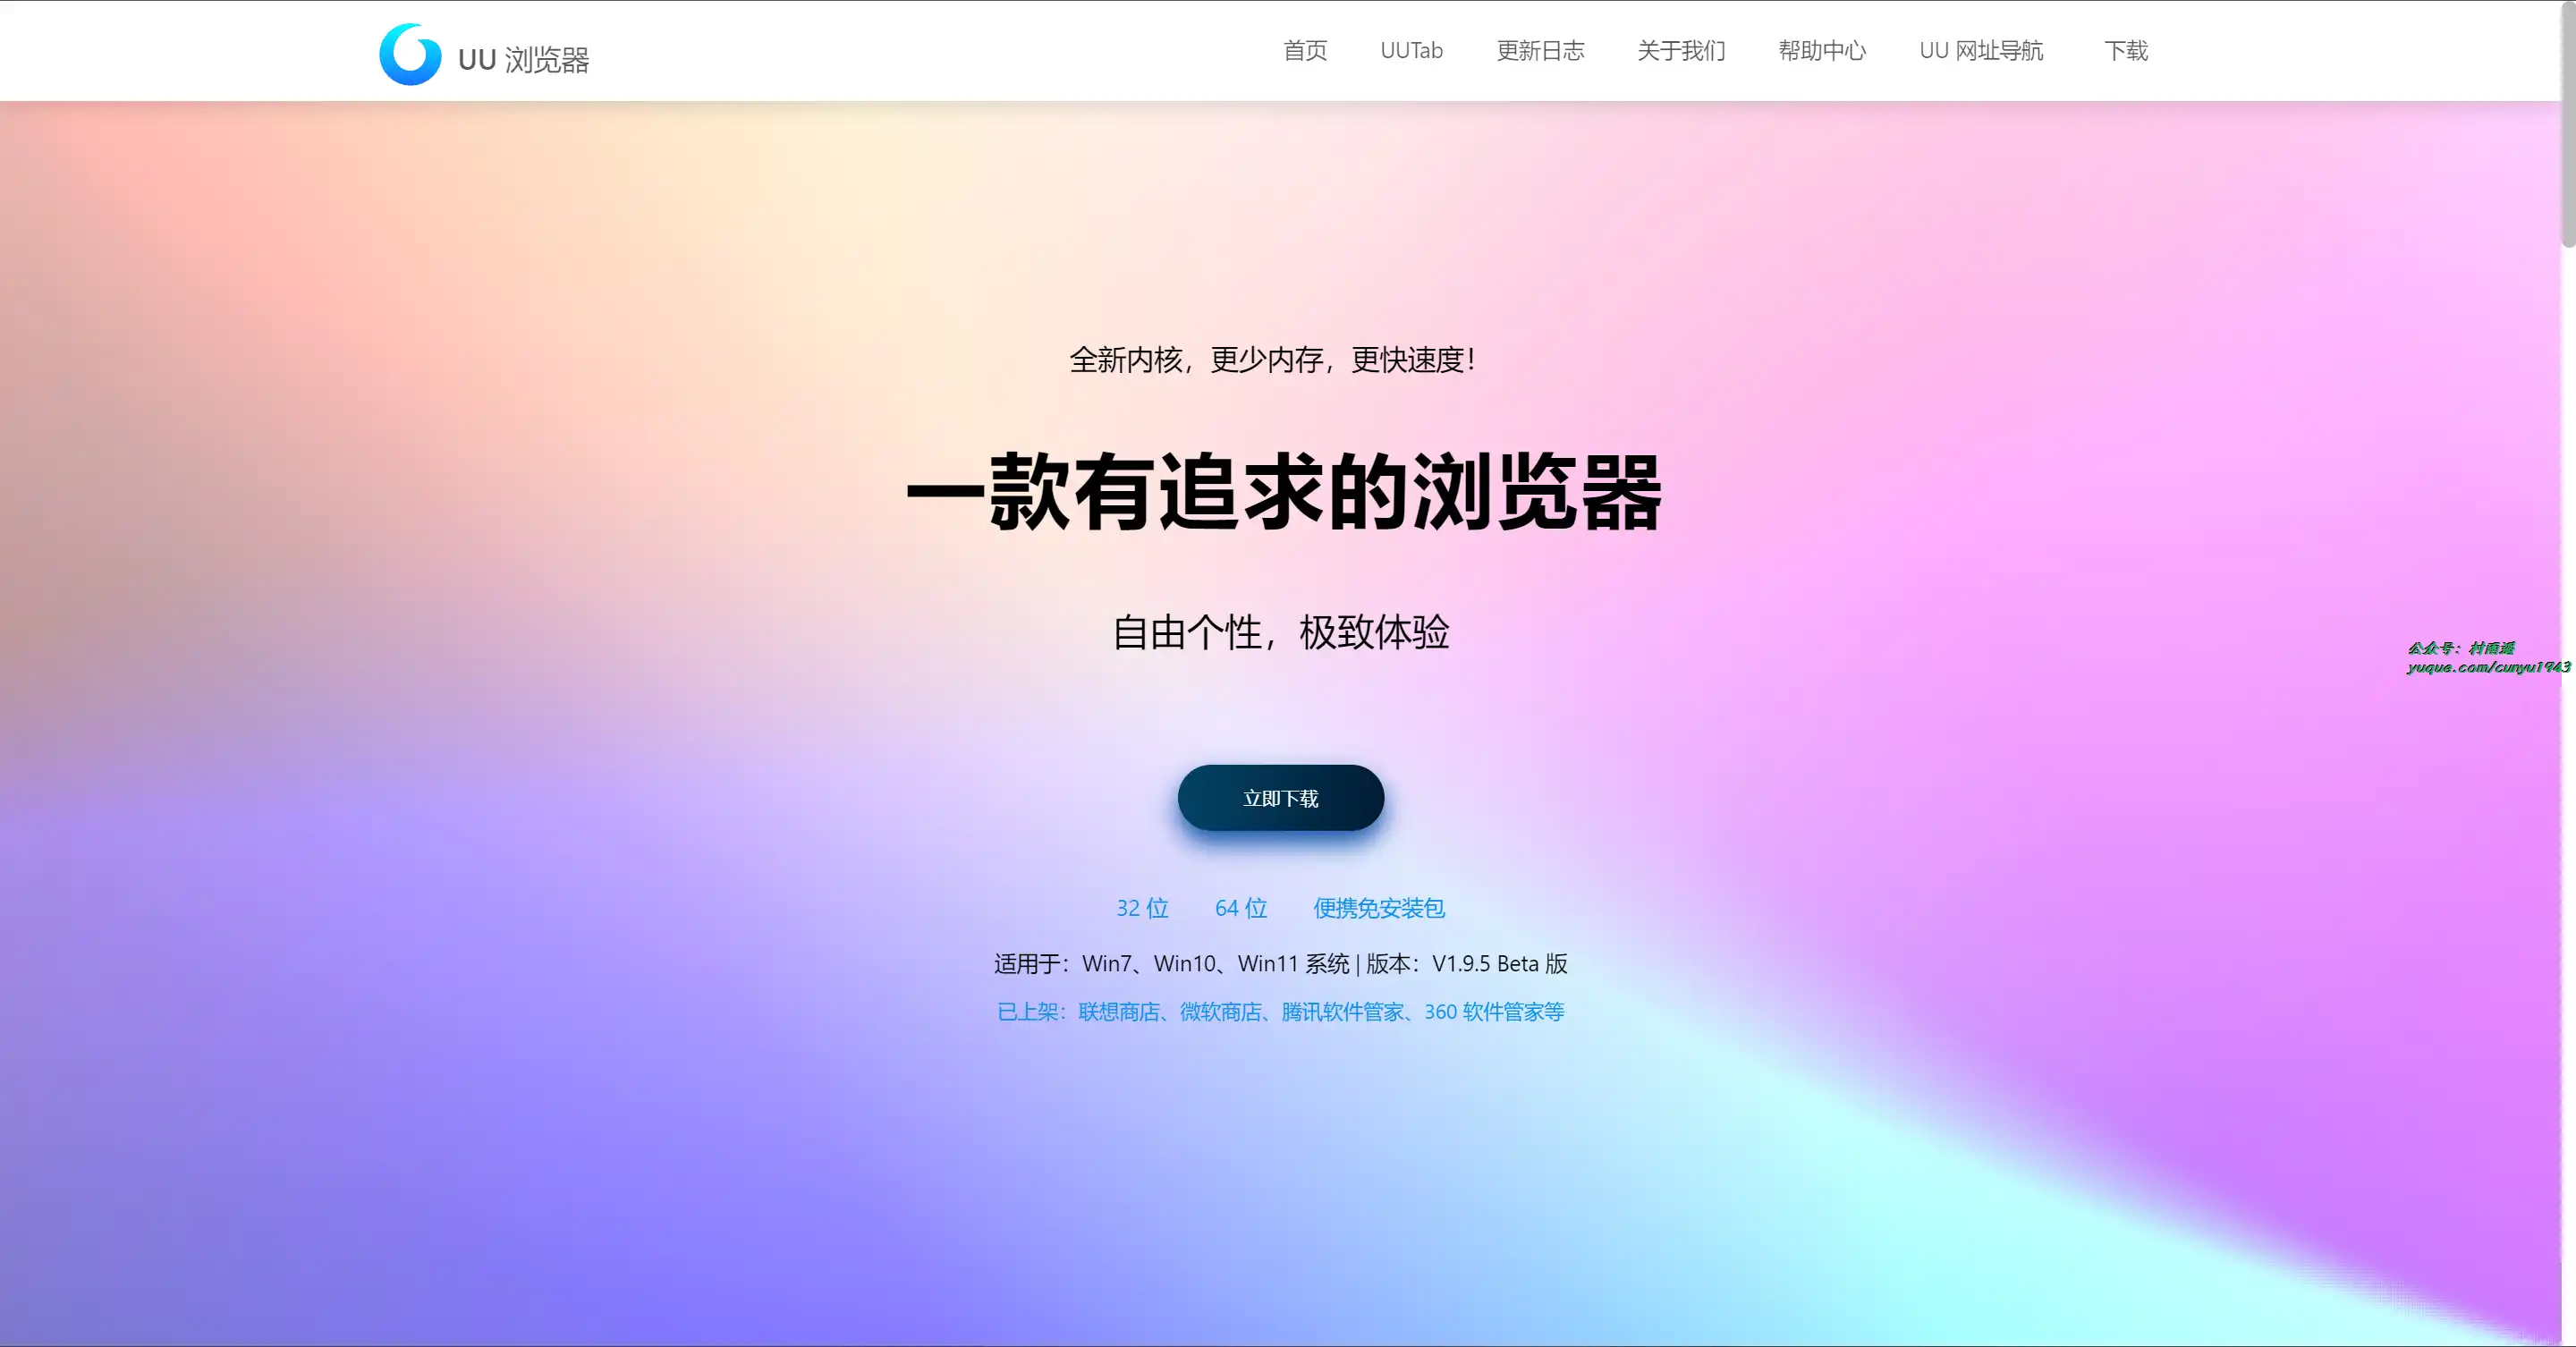 UU 浏览器
首页 UUTab 更新日志 关于我们 帮助中心 UU 网址导航 下载
全新内核，更少内存，更快速度！
一款有追求的浏览器
自由个性，极致体验
公众号：村雨遥
yuque.com/cunyu1943
立即下载
32 位 64 位 便携免安装包
适用于：Win7、Win10、Win11 系统 | 版本：V1.9.5 Beta 版
已上架：联想商店、微软商店、腾讯软件管家、360 软件管家等